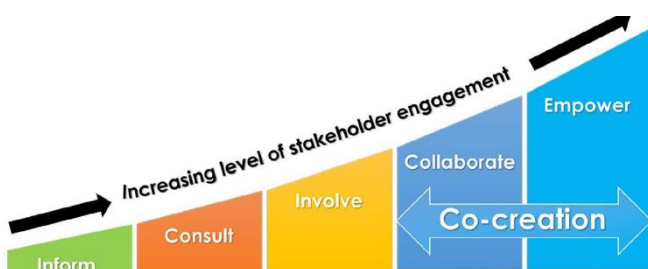 Increasing level of stakeholder engagement
Empower
Collaborate
Involve
Consult
Inform
Co-creation